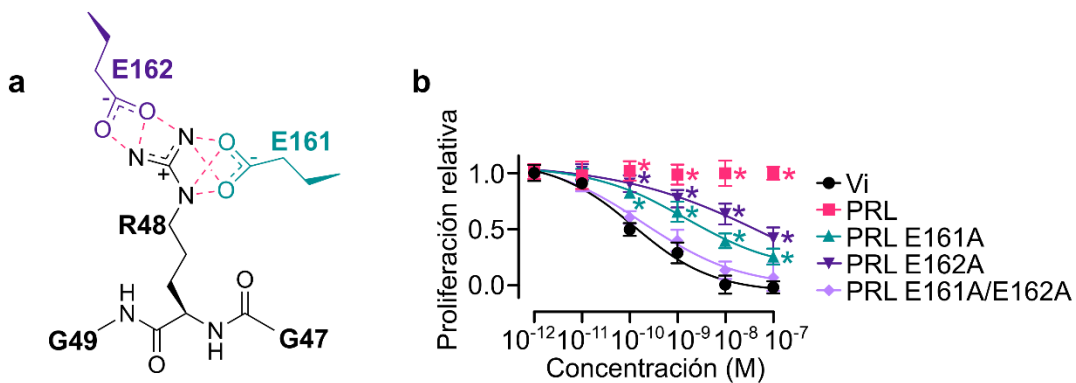 a
E162
O
O
-
N
N
N
+
O
O
-
E161
R48
HN
O
N
H
O
G49
G47
b
Proliferación relativa
1.0
0.5
0.0
10-12 10-11 10-10 10-9 10-8 10-7
Concentración (M)
* * * *
* * * *
* * * *
Vi
PRL
PRL E161A
PRL E162A
PRL E161A/E162A